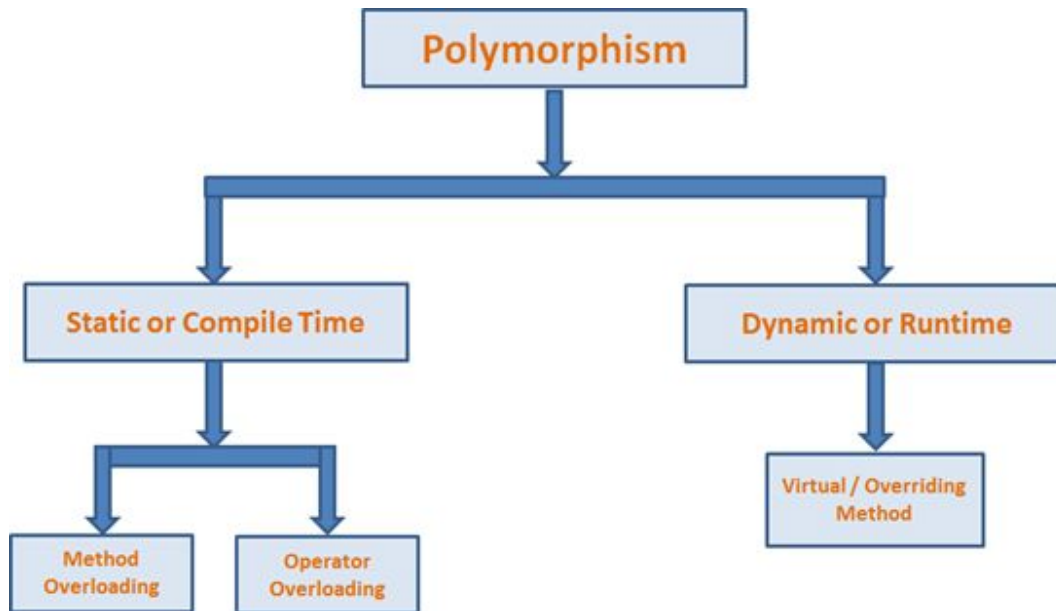 Polymorphism
Static or Compile Time
Dynamic or Runtime
Virtual / Overriding
Method
Method
Overloading
Operator
Overloading